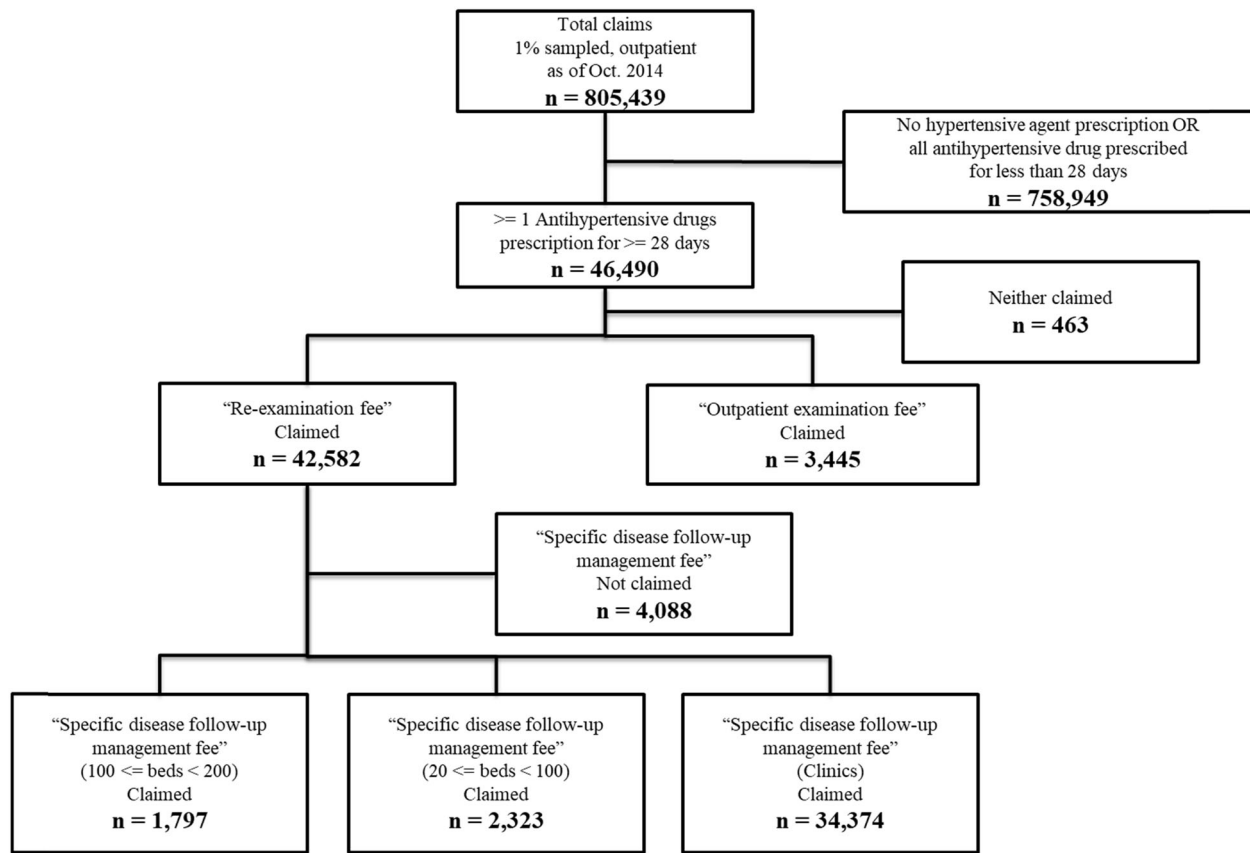 Total claims
1% sampled, outpatient
as of Oct. 2014
n = 805,439
No hypertensive agent prescription OR
all antihypertensive drug prescribed
for less than 28 days
n = 758,949
>= 1 Antihypertensive drugs
prescription for >= 28 days
n = 46,490
Neither claimed
n = 463
“Re-examination fee”
Claimed
n = 42,582
“Outpatient examination fee”
Claimed
n = 3,445
“Specific disease follow-up
management fee”
Not claimed
n = 4,088
“Specific disease follow-up
management fee”
(100 <= beds < 200)
Claimed
n = 1,797
“Specific disease follow-up
management fee”
(20 <= beds < 100)
Claimed
n = 2,323
“Specific disease follow-up
management fee”
(Clinics)
Claimed
n = 34,374